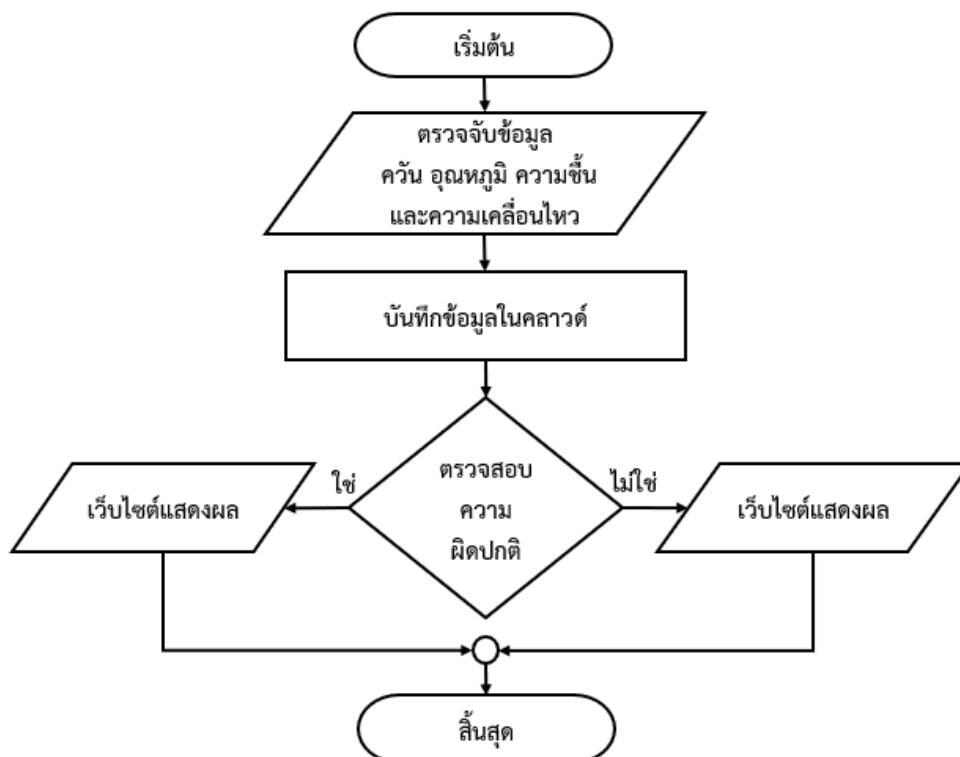 เริ่มต้น
ตรวจจับข้อมูล
ควัน อุณหภูมิ ความชื้น
และความเคลื่อนไหว
บันทึกข้อมูลในคลาวด์
ใช่
ตรวจสอบ
ความ
ผิดปกติ
ไม่ใช่
เว็บไซต์แสดงผล
เว็บไซต์แสดงผล
สิ้นสุด